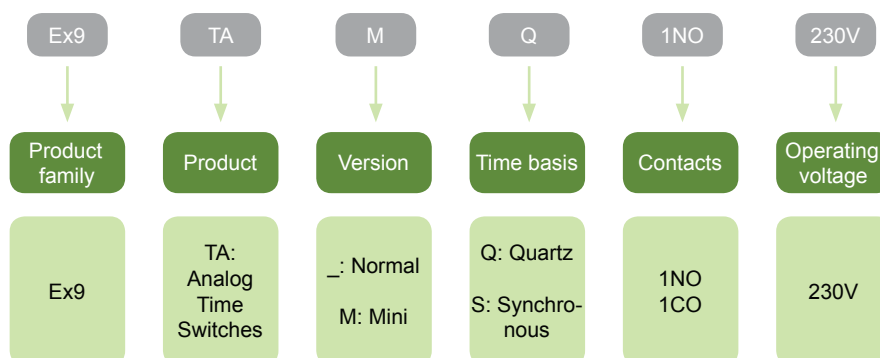 Ex9 TA M Q 1NO 230V
Product
family
Product
Version
Time basis
Contacts
Operating
voltage
Ex9
TA:
Analog
Time
Switches
_: Normal
M: Mini
Q: Quartz
S: Synchro-
nous
1NO
1CO
230V